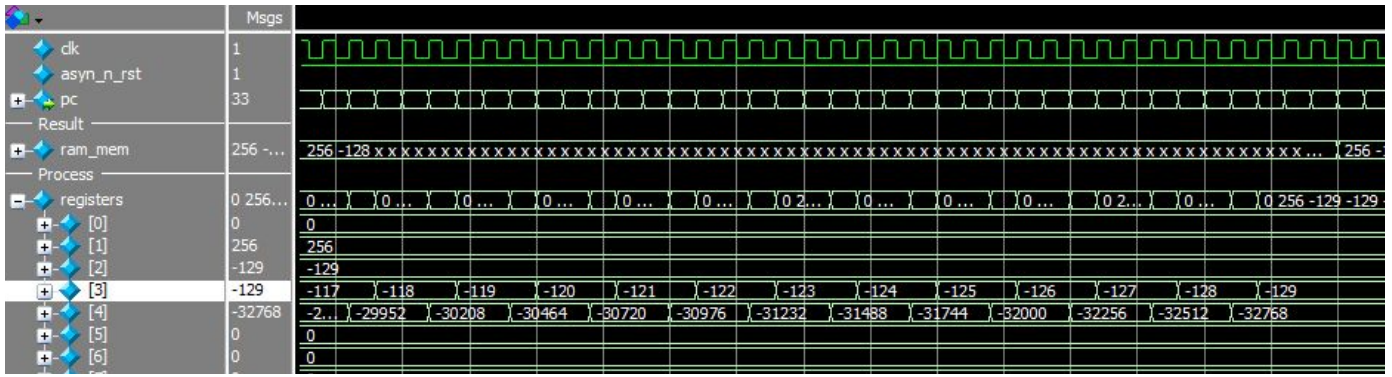 Msgs
clk 1
asyn_n_rst 1
pc 33
Result
ram_mem 256 -... 256 -128 x x x x x x x x x x x x x x x x x x x x x x x x x x x x x x x x x x x x x x x x x x x x x x x x x x x x x x x x x x x x x x x x x x x x x x ... 256 -1
Process
registers 0 256... 0 ... 0 ... 0 ... 0 ... 0 ... 0 ... 0 2... 0 ... 0 ... 0 ... 0 2... 0 ... 0 256 -129 -129
[0] 0 0
[1] 256 256
[2] -129 -129
[3] -129 -117 -118 -119 -120 -121 -122 -123 -124 -125 -126 -127 -128 -129
[4] -32768 -2... -29952 -30208 -30464 -30720 -30976 -31232 -31488 -31744 -32000 -32256 -32512 -32768
[5] 0 0
[6] 0 0